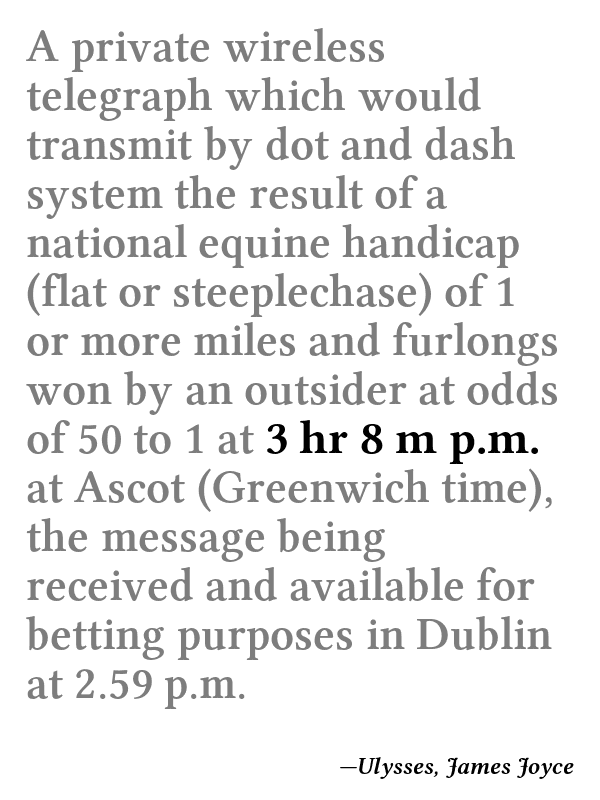 A private wireless
telegraph which would
transmit by dot and dash
system the result of a
national equine handicap
(flat or steeplechase) of 1
or more miles and furlongs
won by an outsider at odds
of 50 to 1 at 3 hr 8 m p.m.
at Ascot (Greenwich time),
the message being
received and available for
betting purposes in Dublin
at 2.59 p.m.
—Ulysses, James Joyce